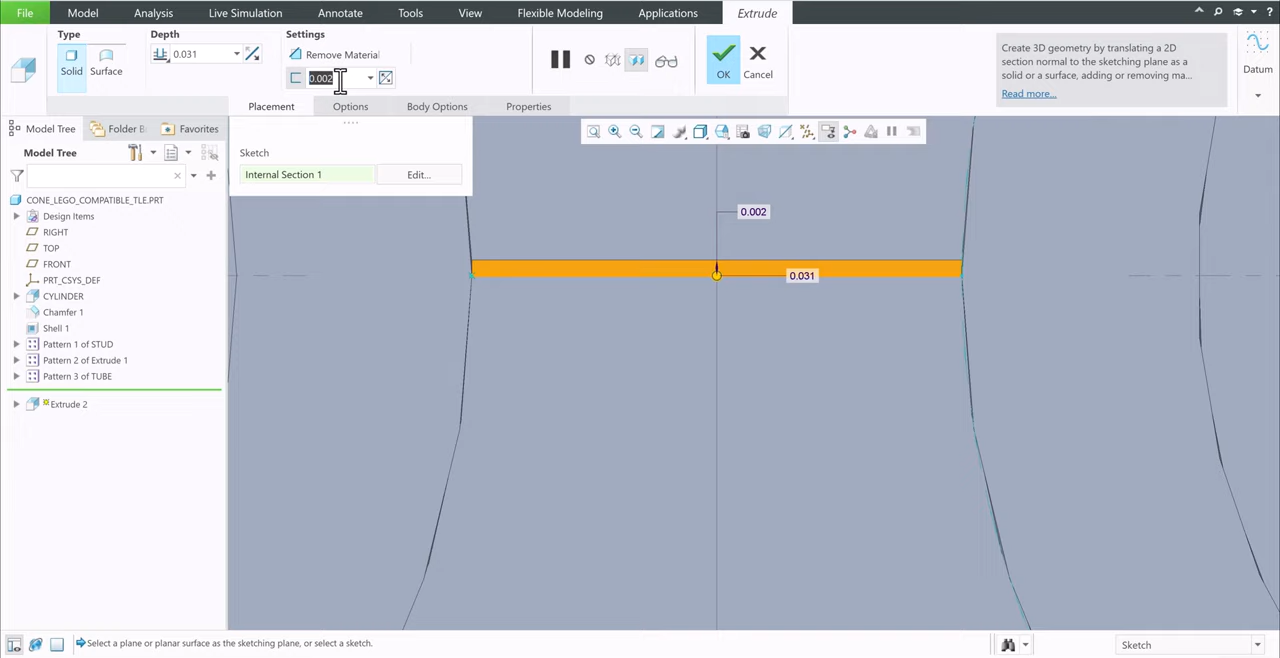 File Model Analysis Live Simulation Annotate Tools View Flexible Modeling Applications Extrude
Type Depth Settings
0.031 Remove Material
Solid Surface 0.002
OK Cancel
Create 3D geometry by translating a 2D
section normal to the sketching plane as a
solid or a surface, adding or removing ma...
Read more...
Datum
Placement Options Body Options Properties
Model Tree Folder B Favorites
Model Tree
Sketch
Internal Section 1 Edit...
CONE_LEGO_COMPATIBLE_TLE.PRT
Design Items
RIGHT
TOP
FRONT
PRT_CSYS_DEF
CYLINDER
Chamfer 1
Shell 1
Pattern 1 of STUD
Pattern 2 of Extrude 1
Pattern 3 of TUBE
Extrude 2
0.002
0.031
Select a plane or planar surface as the sketching plane, or select a sketch.
Sketch